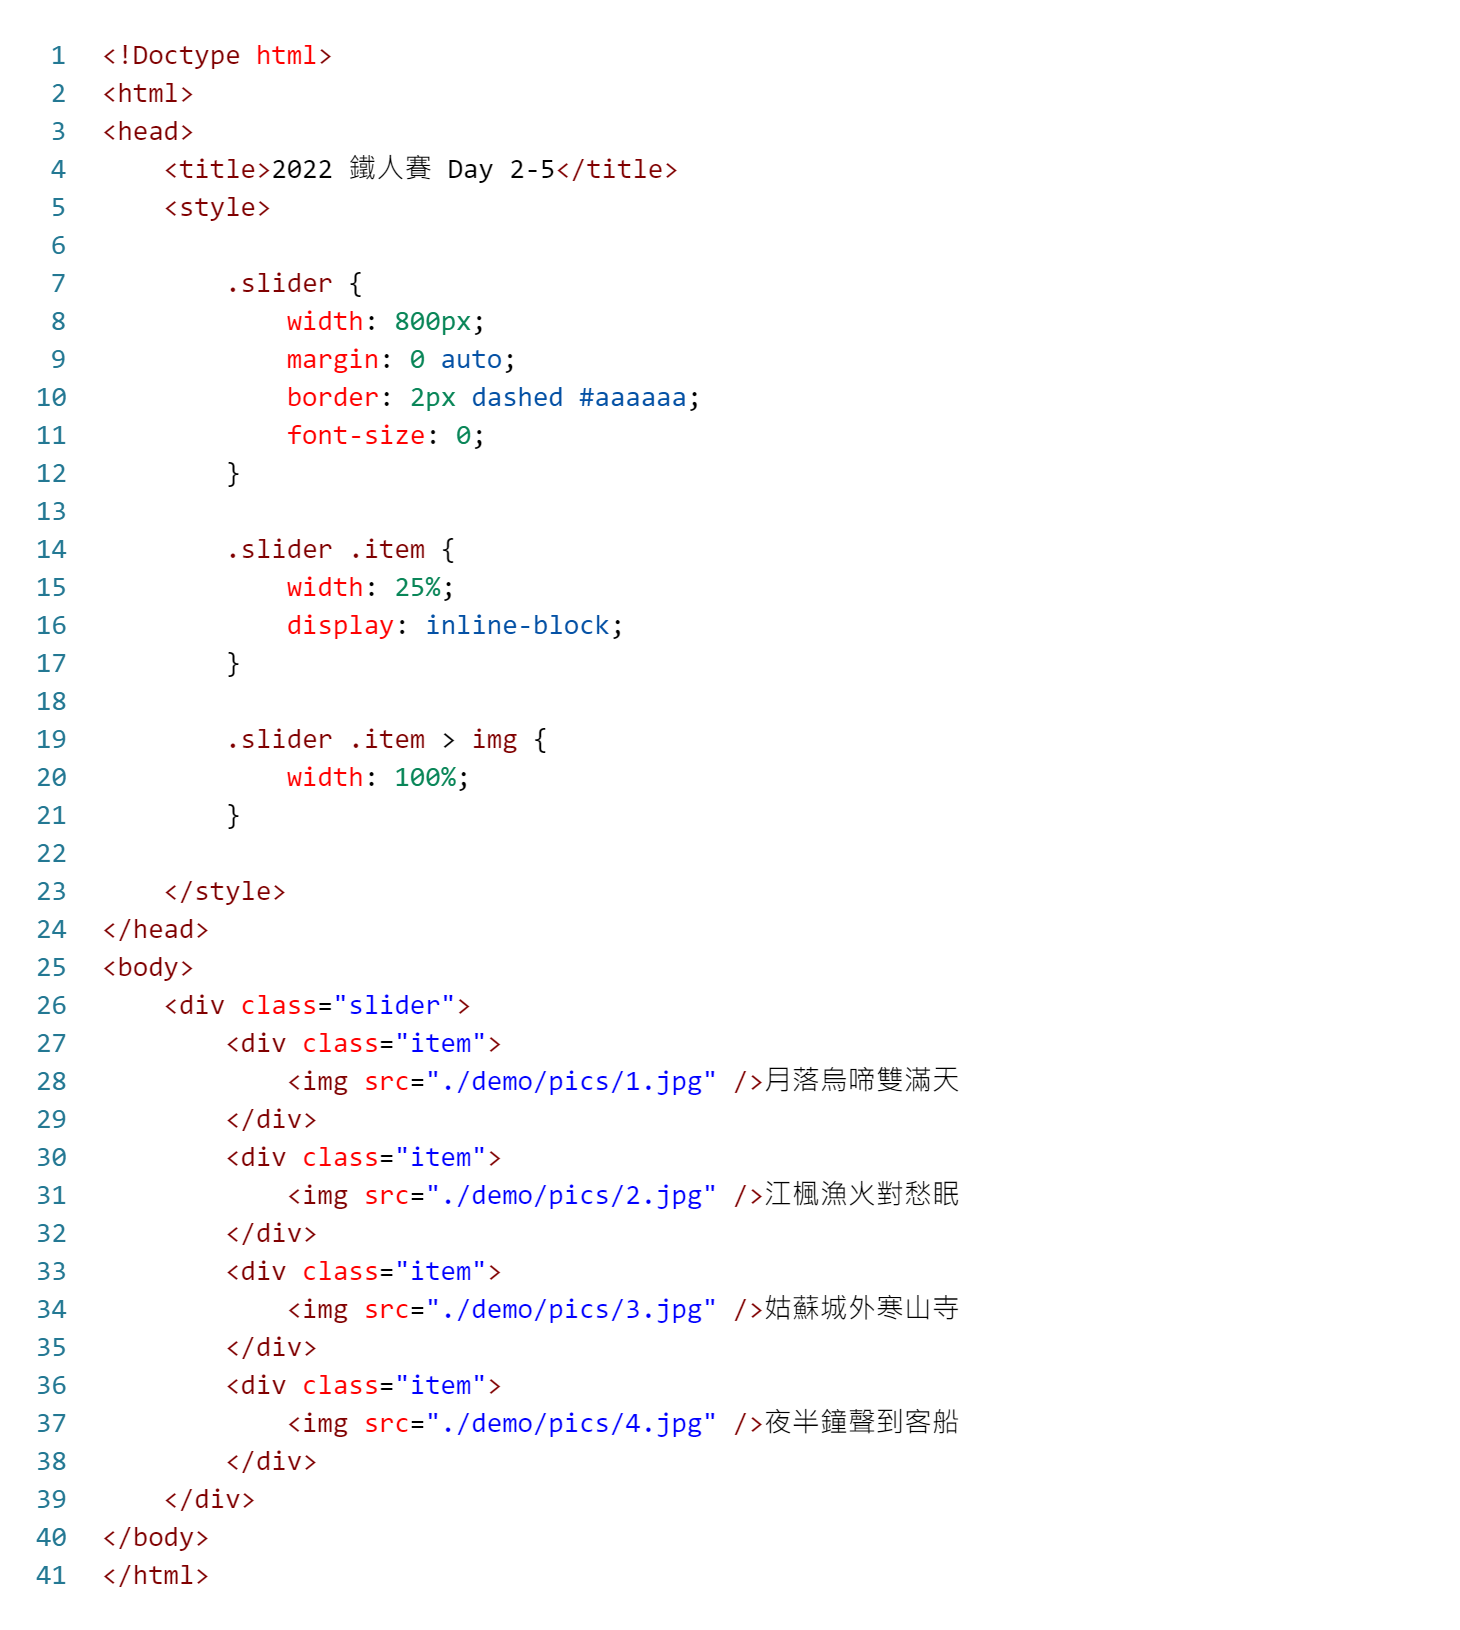 1 <!Doctype html>
2 <html>
3 <head>
4     <title>2022 鐵人賽 Day 2-5</title>
5     <style>
6
7         .slider {
8             width: 800px;
9             margin: 0 auto;
10             border: 2px dashed #aaaaaa;
11             font-size: 0;
12         }
13
14         .slider .item {
15             width: 25%;
16             display: inline-block;
17         }
18
19         .slider .item > img {
20             width: 100%;
21         }
22
23     </style>
24 </head>
25 <body>
26     <div class="slider">
27         <div class="item">
28             <img src="./demo/pics/1.jpg" />月落烏啼雙滿天
29         </div>
30         <div class="item">
31             <img src="./demo/pics/2.jpg" />江楓漁火對愁眠
32         </div>
33         <div class="item">
34             <img src="./demo/pics/3.jpg" />姑蘇城外寒山寺
35         </div>
36         <div class="item">
37             <img src="./demo/pics/4.jpg" />夜半鐘聲到客船
38         </div>
39     </div>
40 </body>
41 </html>